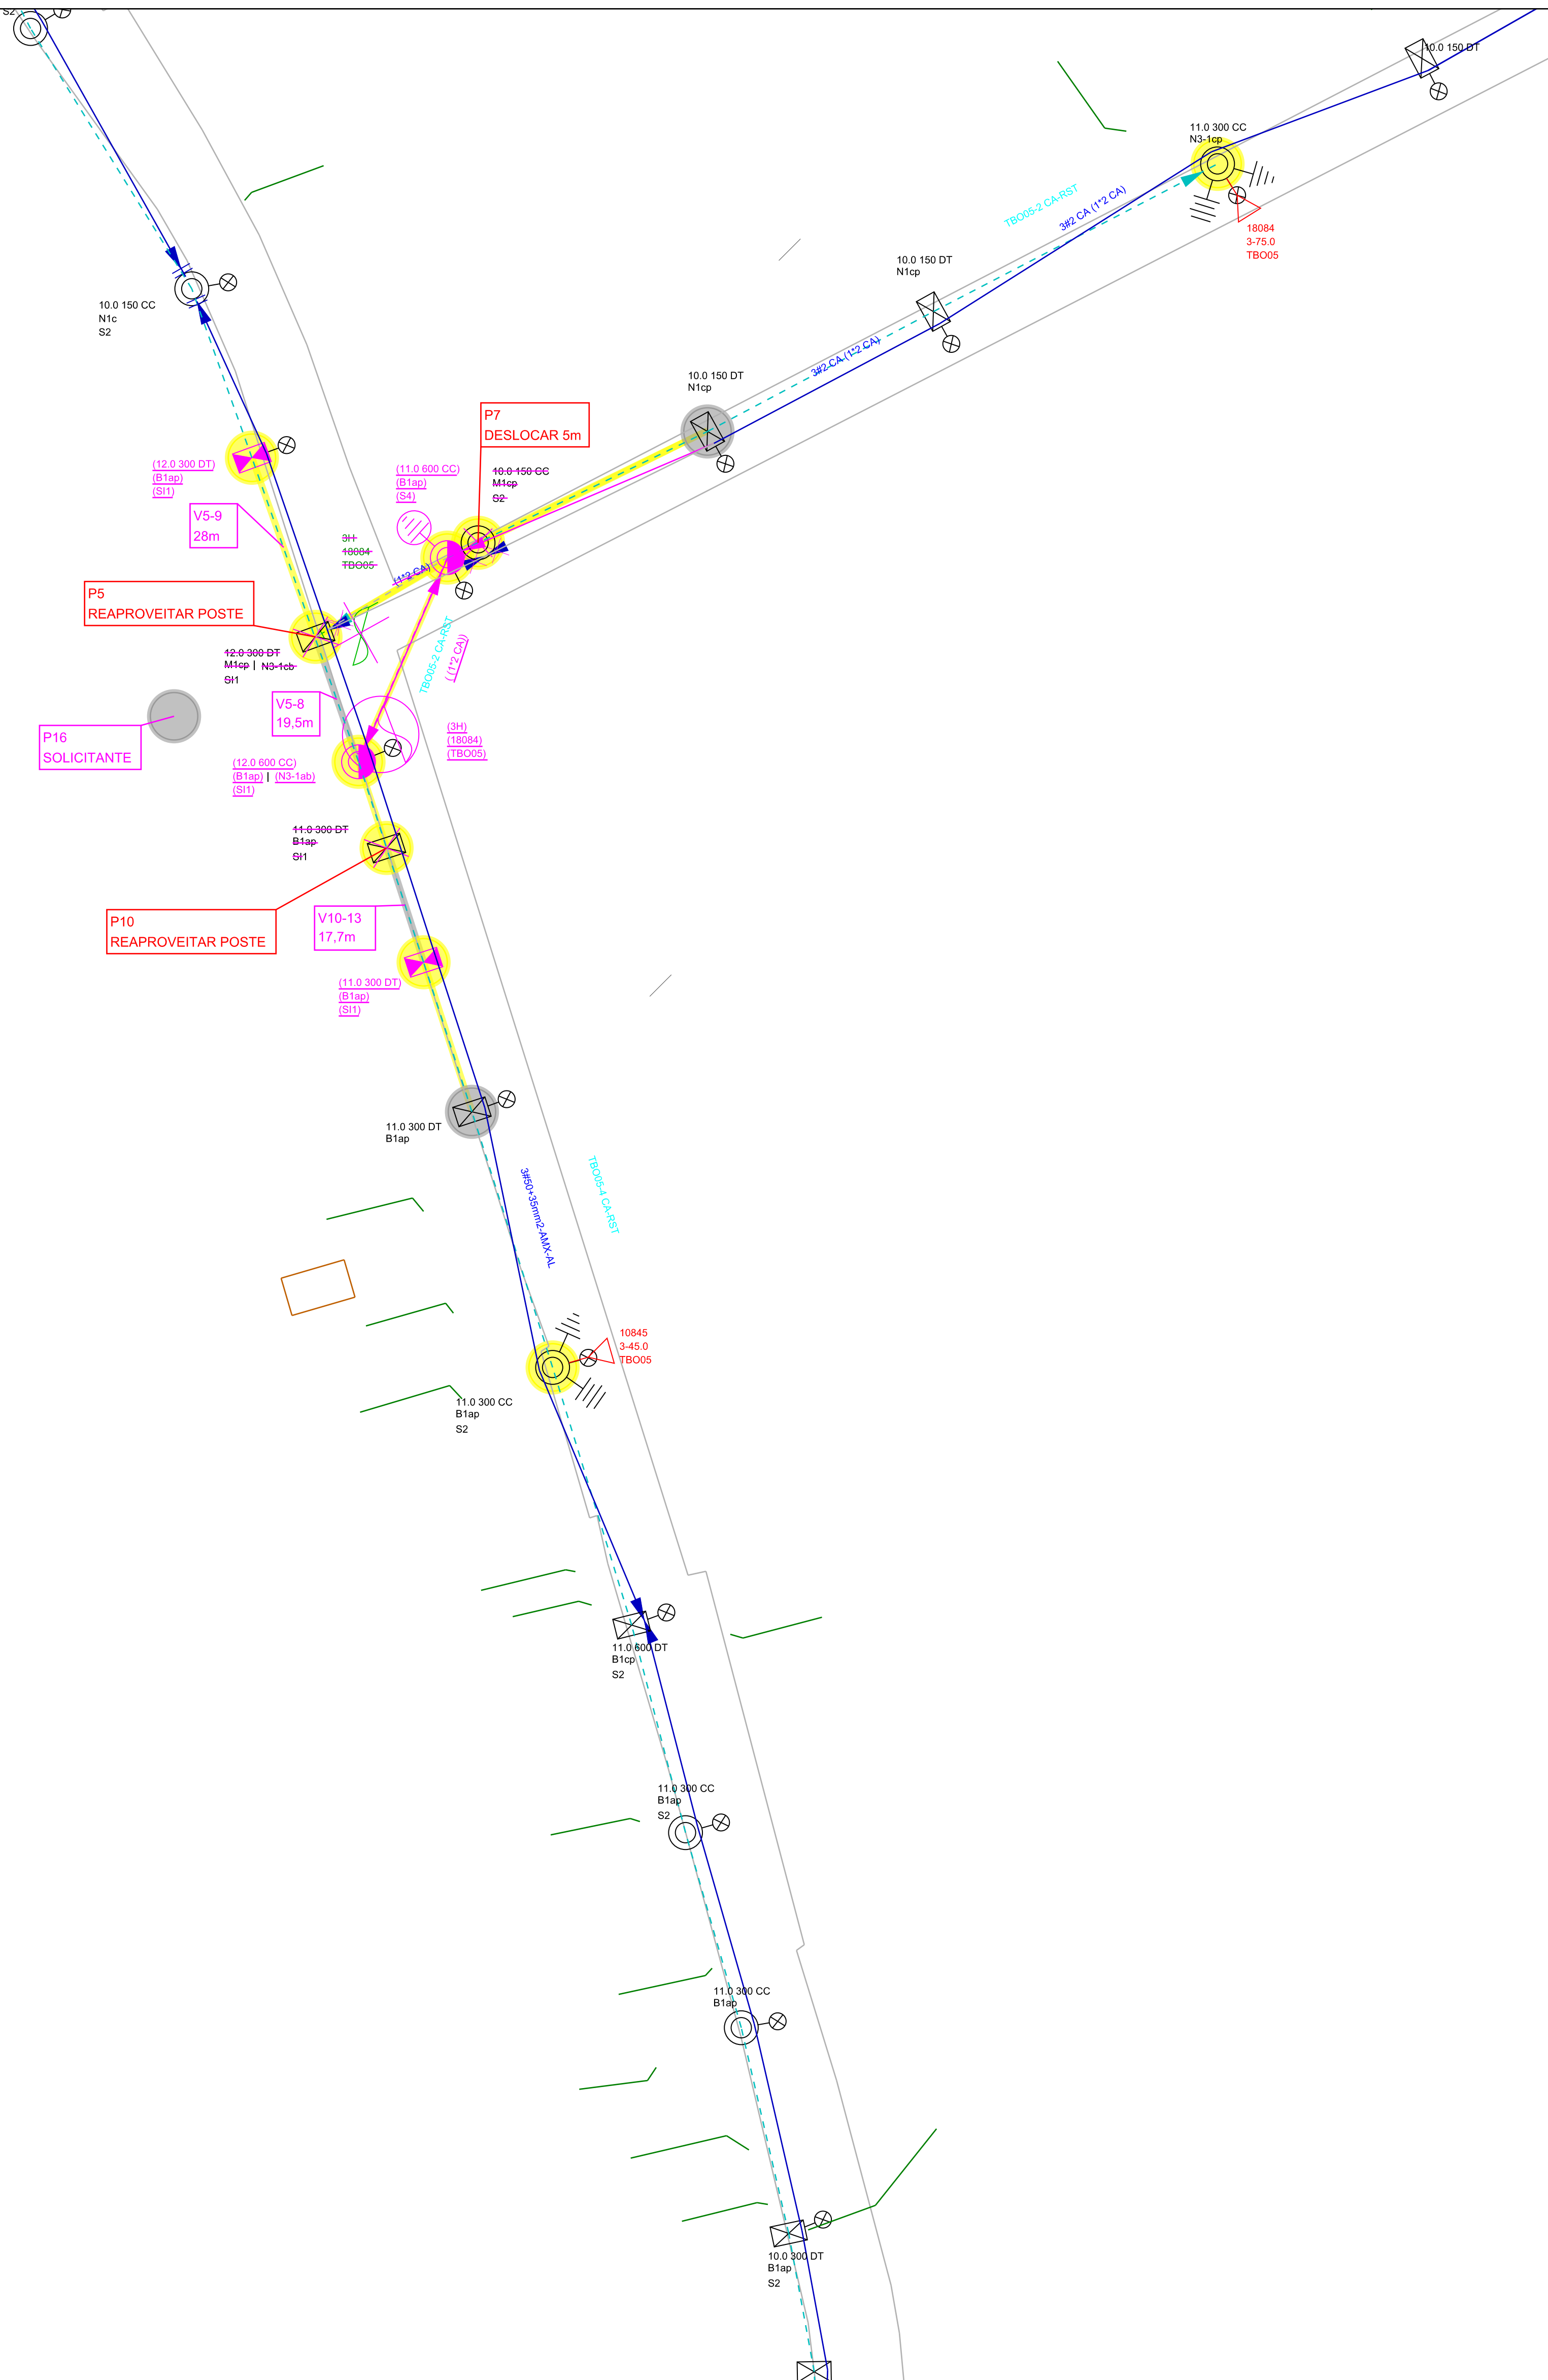 S2
10.0 150 DT
11.0 300 CC
N3-1cp
TBO05-2 CA-RST
3#2 CA (1*2 CA)
18084
3-75.0
TBO05
10.0 150 DT
N1cp
10.0 150 CC
N1c
S2
3#2 CA (1*2 CA)
10.0 150 DT
N1cp
P7
DESLOCAR 5m
(12.0 300 DT)
(B1ap)
(SI1)
(11.0 600 CC)
(B1ap)
(S4)
10.0 150 CC
M1cp
S2
V5-9
28m
3H
18084
TBO05
(1*2 CA)
P5
REAPROVEITAR POSTE
TBO05-2 CA-RST
( (1*2 CA))
12.0 300 DT
M1cp | N3-1cb
SI1
V5-8
19,5m
P16
SOLICITANTE
(3H)
(18084)
(TBO05)
(12.0 600 CC)
(B1ap) | (N3-1ab)
(SI1)
11.0 300 DT
B1ap
SI1
P10
REAPROVEITAR POSTE
V10-13
17,7m
(11.0 300 DT)
(B1ap)
(SI1)
11.0 300 DT
B1ap
3#50+35mm2-AMX-AL
TBO05-4 CA-RST
10845
3-45.0
TBO05
11.0 300 CC
B1ap
S2
11.0 600 DT
B1cp
S2
11.0 300 CC
B1ap
S2
11.0 300 CC
B1ap
10.0 300 DT
B1ap
S2